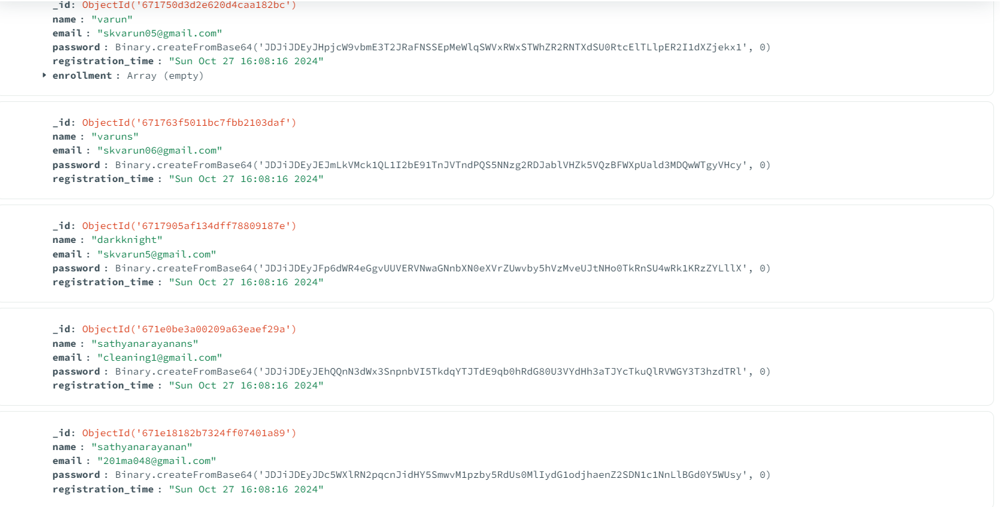 _id: ObjectId('671750d3d2e620d4caa182bc')
name : "varun"
email : "skvarun05@gmail.com"
password : Binary.createFromBase64('JDJiJDEyJHpjcW9vbmE3T2JRaFNSSEpMeWlqSWVxRWxSTWhZR2RNTXdSU0RtcElTLlpER2I1dXZjekx1', 0)
registration_time : "Sun Oct 27 16:08:16 2024"
enrollment : Array (empty)
_id: ObjectId('671763f5011bc7fbb2103daf')
name : "varuns"
email : "skvarun06@gmail.com"
password : Binary.createFromBase64('JDJiJDEyJEJmLkVMck1QL1I2bE91TnJVTndPQS5NNzg2RDJablVHZk5VQzBFWXpUald3MDQwWTgyVHcy', 0)
registration_time : "Sun Oct 27 16:08:16 2024"
_id: ObjectId('6717905af134dff78809187e')
name : "darkknight"
email : "skvarun5@gmail.com"
password : Binary.createFromBase64('JDJiJDEyJFp6dWR4eGgvUUVERVNwaGNnbXN0eXVrZUwvby5hVzMveUJtNHo0TkRnSU4wRk1KRzZYLllX', 0)
registration_time : "Sun Oct 27 16:08:16 2024"
_id: ObjectId('671e0be3a00209a63eaef29a')
name : "sathyanarayanans"
email : "cleaning1@gmail.com"
password : Binary.createFromBase64('JDJiJDEyJEhQQnN3dWx3SnpnbVI5TkdqYTJTdE9qb0hRdG80U3VYdHh3aTJYcTkuQlRVWGY3T3hzdTRl', 0)
registration_time : "Sun Oct 27 16:08:16 2024"
_id: ObjectId('671e18182b7324ff07401a89')
name : "sathyanarayanan"
email : "201ma048@gmail.com"
password : Binary.createFromBase64('JDJiJDEyJDc5WXlRN2pqcnJidHY5SmwvM1pzby5RdUs0MlIydG1odjhaenZ2SDN1c1NnLlBGd0Y5WUsy', 0)
registration_time : "Sun Oct 27 16:08:16 2024"